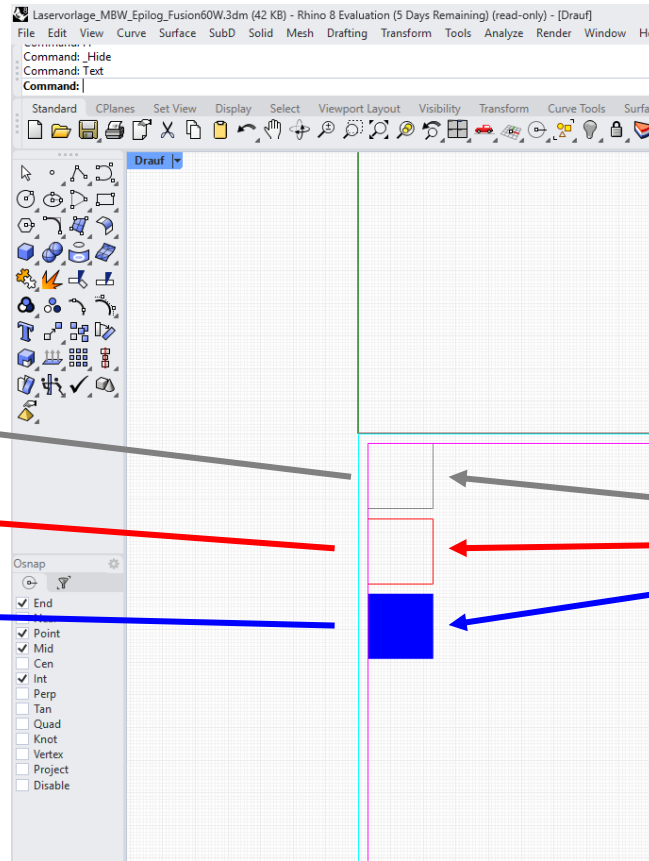 Laservorlage_MBW_Epilog_Fusion60W.3dm (42 KB) - Rhino 8 Evaluation (5 Days Remaining) (read-only) - [Drauf]
File Edit View Curve Surface SubD Solid Mesh Drafting Transform Tools Analyze Render Window
Command: _Hide
Command: Text
Command:
Standard CPlanes Set View Display Select Viewport Layout Visibility Transform Curve Tools
Drauf
Osnap
End
Point
Mid
Cen
Int
Perp
Tan
Quad
Knot
Vertex
Project
Disable